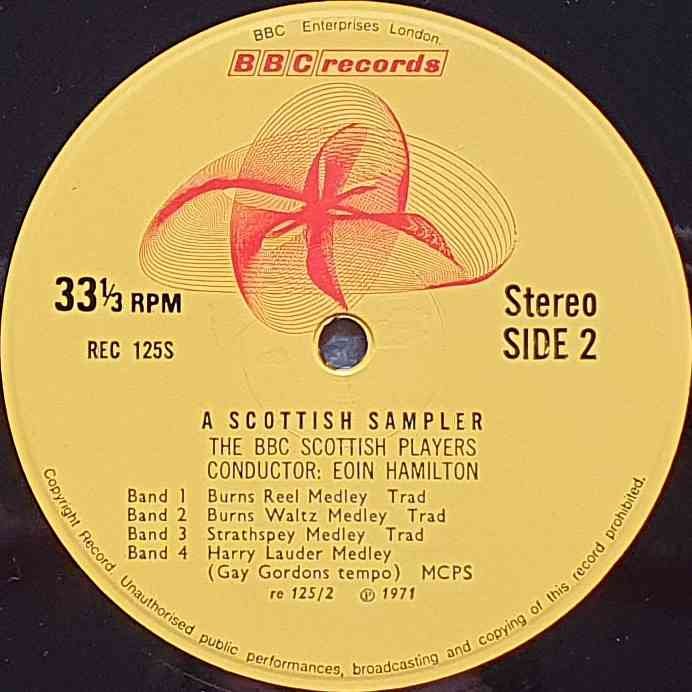 BBC Enterprises London.
BBC records
33⅓ RPM
REC 125S
Stereo
SIDE 2
A SCOTTISH SAMPLER
THE BBC SCOTTISH PLAYERS
CONDUCTOR: EOIN HAMILTON
Band 1 Burns Reel Medley Trad
Band 2 Burns Waltz Medley Trad
Band 3 Strathspey Medley Trad
Band 4 Harry Lauder Medley
(Gay Gordons tempo) MCPS
re 125/2 ℗ 1971
Copyright Record. Unauthorised public performances, broadcasting and copying of this record prohibited.